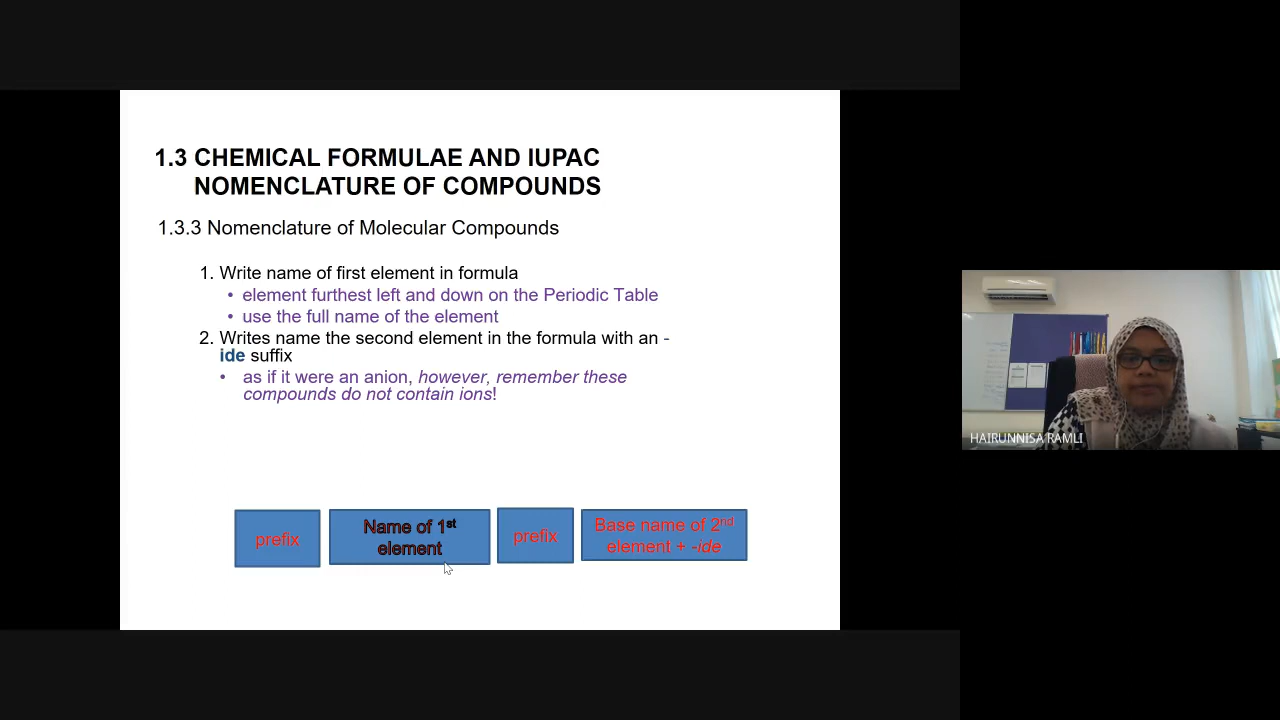 1.3 CHEMICAL FORMULAE AND IUPAC
NOMENCLATURE OF COMPOUNDS
1.3.3 Nomenclature of Molecular Compounds
1. Write name of first element in formula
• element furthest left and down on the Periodic Table
• use the full name of the element
2. Writes name the second element in the formula with an -
ide suffix
• as if it were an anion, however, remember these
compounds do not contain ions!
prefix
Name of 1st
element
prefix
Base name of 2nd
element + -ide
HAIRUNNISA RAMLI